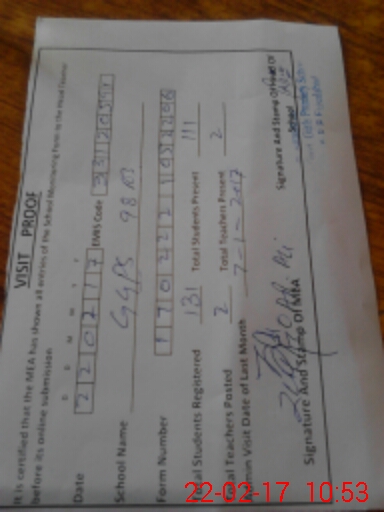 VISIT PROOF
It is certified that the MEA has shown all entries of the School Monitoring Form to the Head/Teacher
before its online submission
D D M M Y Y
Date 2 2 0 2 1 7 EMIS Code
School Name GGPS 98 RB
Form Number
Total Students Registered 131 Total Students Present 111
Total Teachers Posted 2 Total Teachers Present 2
Admin Visit Date of Last Month 7-1-2017
Signature And Stamp Of MEA
Signature And Stamp Of Head Of
School
22-02-17 10:53